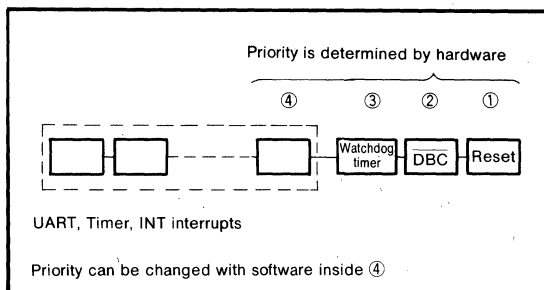 Priority is determined by hardware
④ ③ ② ①
Watchdog
timer
DBC
Reset
UART, Timer, INT interrupts
Priority can be changed with software inside ④